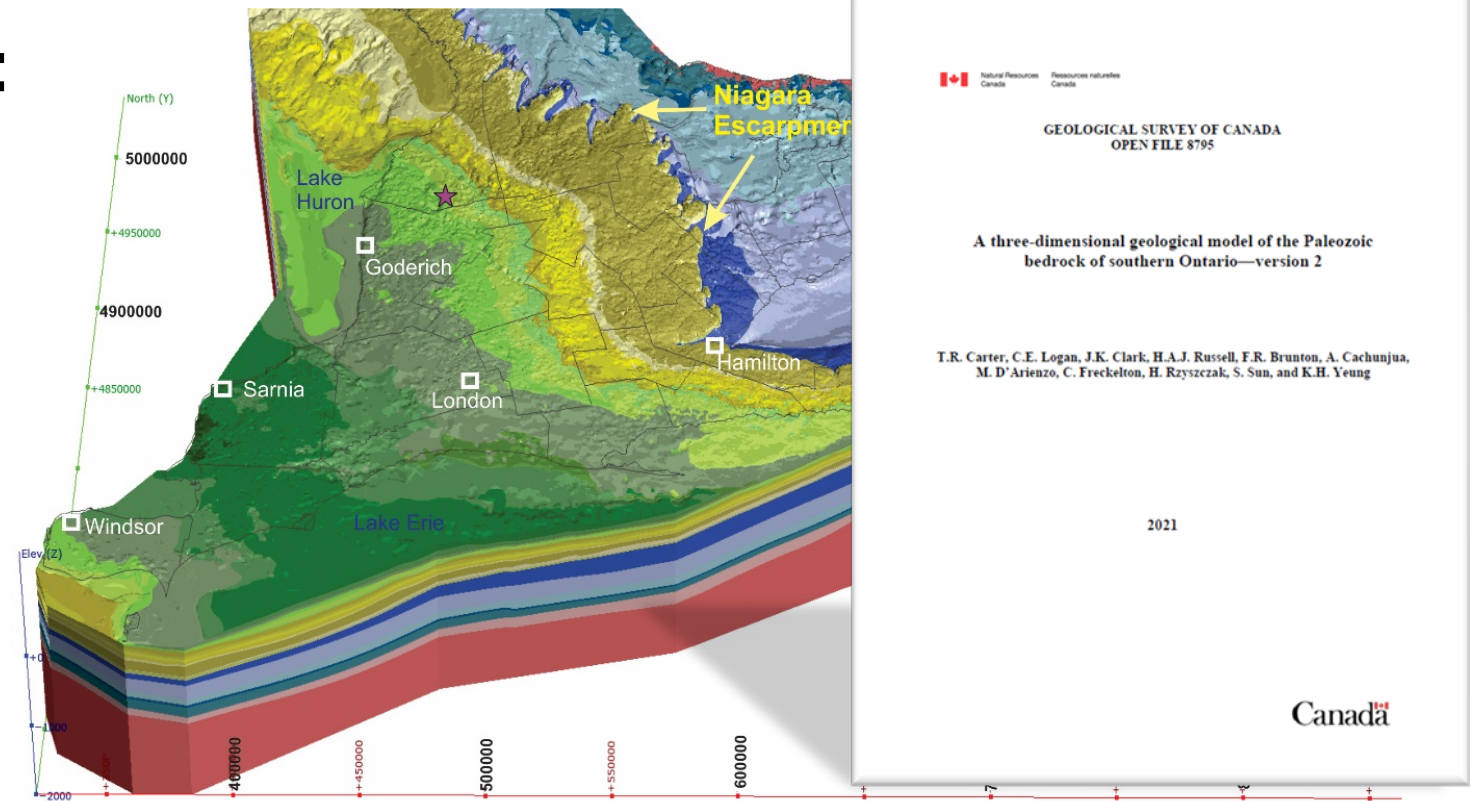 :
North (Y)
5000000
+4950000
4900000
+4850000
Lake
Huron
Goderich
Sarnia
London
Hamilton
Windsor
Lake Erie
Niagara
Escarpmer
Elev (Z)
+0
-1000
-2000
400000
+450000
500000
+550000
600000
Natural Resources Ressources naturelles
Canada Canada
GEOLOGICAL SURVEY OF CANADA
OPEN FILE 8795
A three-dimensional geological model of the Paleozoic
bedrock of southern Ontario—version 2
T.R. Carter, C.E. Logan, J.K. Clark, H.A.J. Russell, F.R. Brunton, A. Cachunjua,
M. D'Arienzo, C. Freckelton, H. Rzyszczak, S. Sun, and K.H. Yeung
2021
Canada